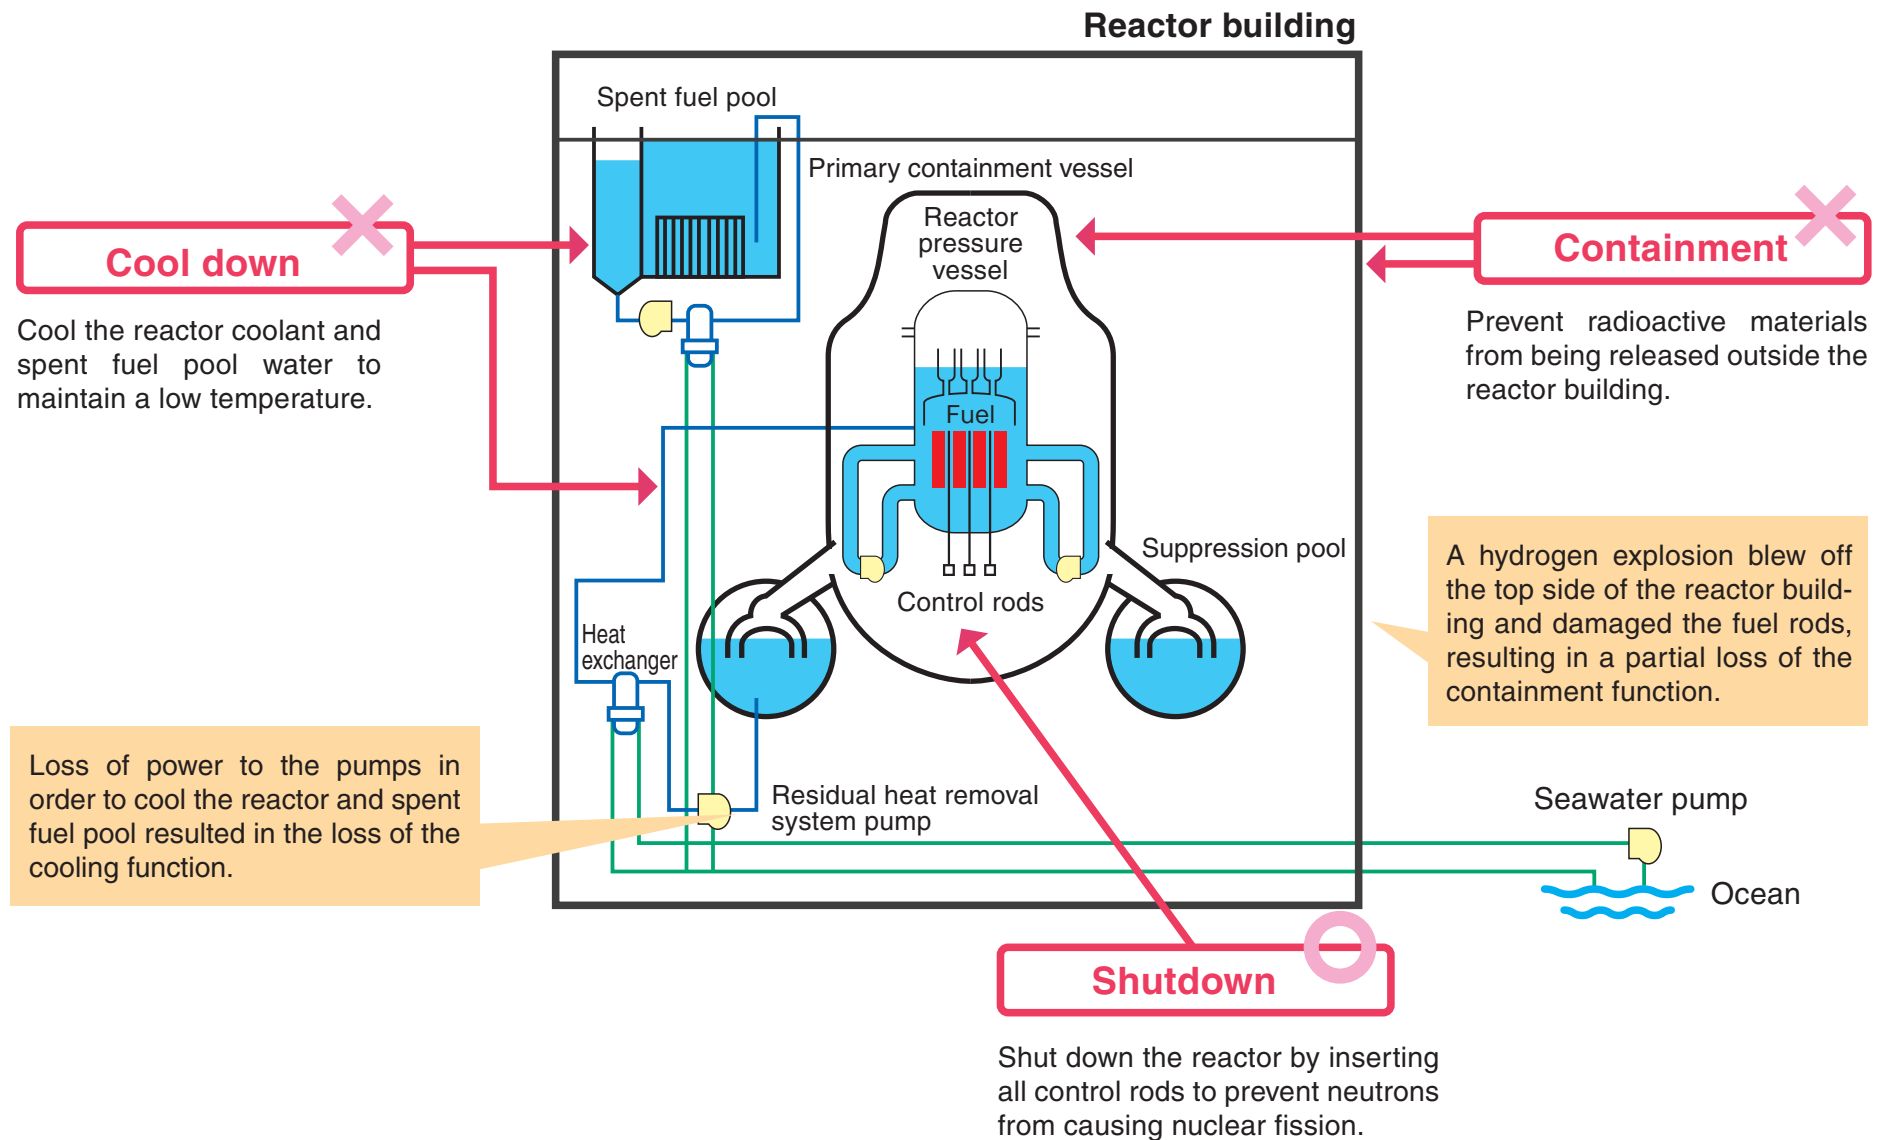 Reactor building
Spent fuel pool
Primary containment vessel
Reactor
pressure
vessel
Cool down
Cool the reactor coolant and
spent fuel pool water to
maintain a low temperature.
Containment
Prevent radioactive materials
from being released outside the
reactor building.
Fuel
Suppression pool
Control rods
A hydrogen explosion blew off
the top side of the reactor build-
ing and damaged the fuel rods,
resulting in a partial loss of the
containment function.
Heat
exchanger
Loss of power to the pumps in
order to cool the reactor and spent
fuel pool resulted in the loss of the
cooling function.
Residual heat removal
system pump
Seawater pump
Ocean
Shutdown
Shut down the reactor by inserting
all control rods to prevent neutrons
from causing nuclear fission.